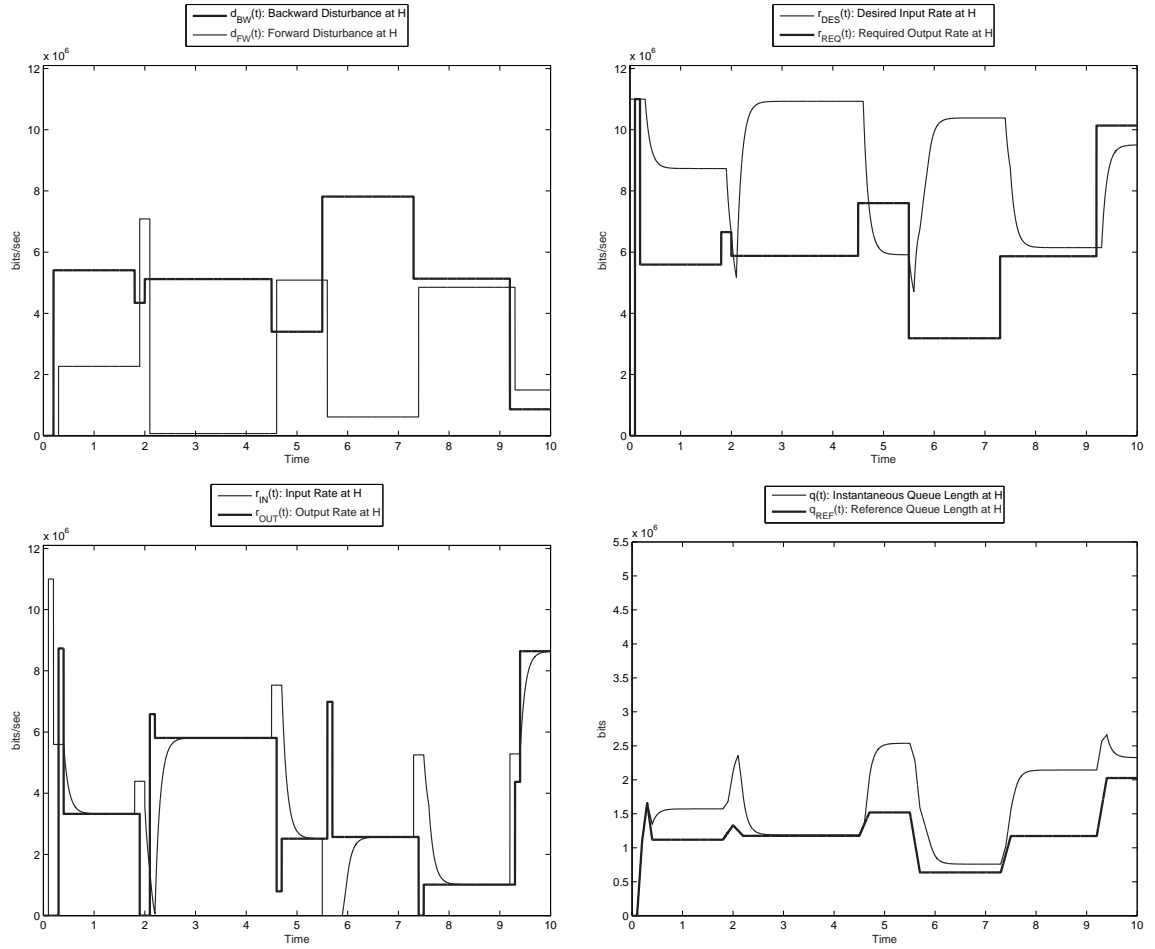 d_BW(t): Backward Disturbance at H
d_FW(t): Forward Disturbance at H
x 10^6
12
10
8
6
4
2
0
bits/sec
0 1 2 3 4 5 6 7 8 9 10
Time
r_DES(t): Desired Input Rate at H
r_REQ(t): Required Output Rate at H
x 10^6
12
10
8
6
4
2
0
bits/sec
0 1 2 3 4 5 6 7 8 9 10
Time
r_IN(t): Input Rate at H
r_OUT(t): Output Rate at H
x 10^6
12
10
8
6
4
2
0
bits/sec
0 1 2 3 4 5 6 7 8 9 10
Time
q(t): Instantaneous Queue Length at H
q_REF(t): Reference Queue Length at H
x 10^6
5.5
5
4.5
4
3.5
3
2.5
2
1.5
1
0.5
0
bits
0 1 2 3 4 5 6 7 8 9 10
Time